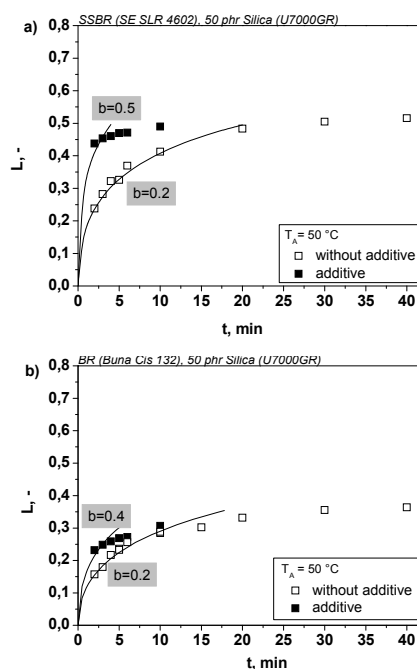 a)
SSBR (SE SLR 4602), 50 phr Silica (U7000GR)
0,8
0,7
0,6
0,5
0,4
0,3
0,2
0,1
0,0
L, -
b=0.5
b=0.2
T_A= 50 °C
without additive
additive
0 5 10 15 20 25 30 35 40
t, min
b)
BR (Buna Cis 132), 50 phr Silica (U7000GR)
0,8
0,7
0,6
0,5
0,4
0,3
0,2
0,1
0,0
L, -
b=0.4
b=0.2
T_A= 50 °C
without additive
additive
0 5 10 15 20 25 30 35 40
t, min